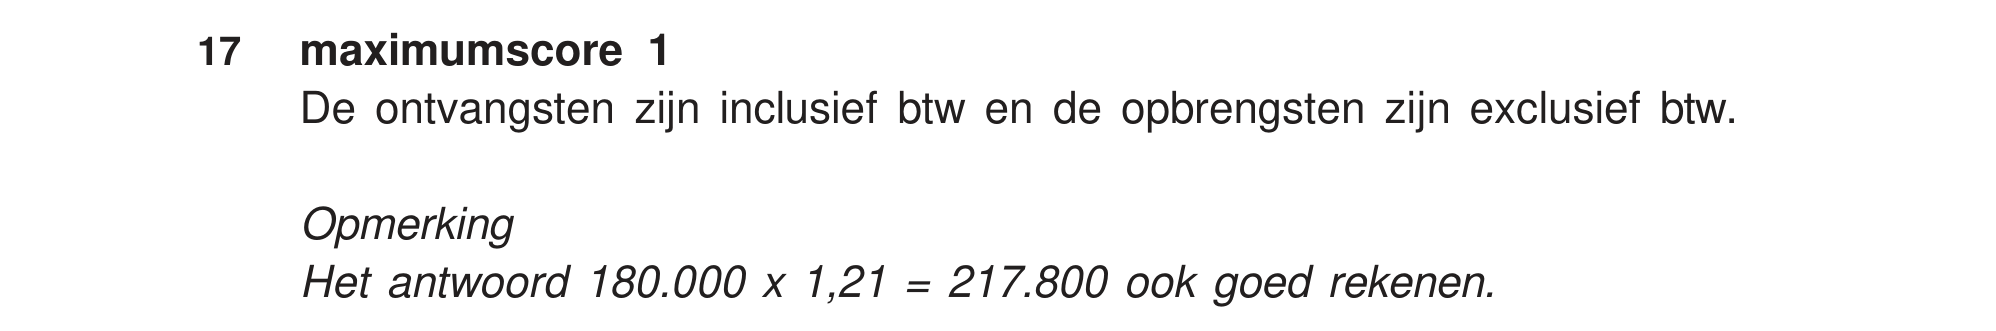 17 maximumscore 1
De ontvangsten zijn inclusief btw en de opbrengsten zijn exclusief btw.
Opmerking
Het antwoord 180.000 x 1,21 = 217.800 ook goed rekenen.